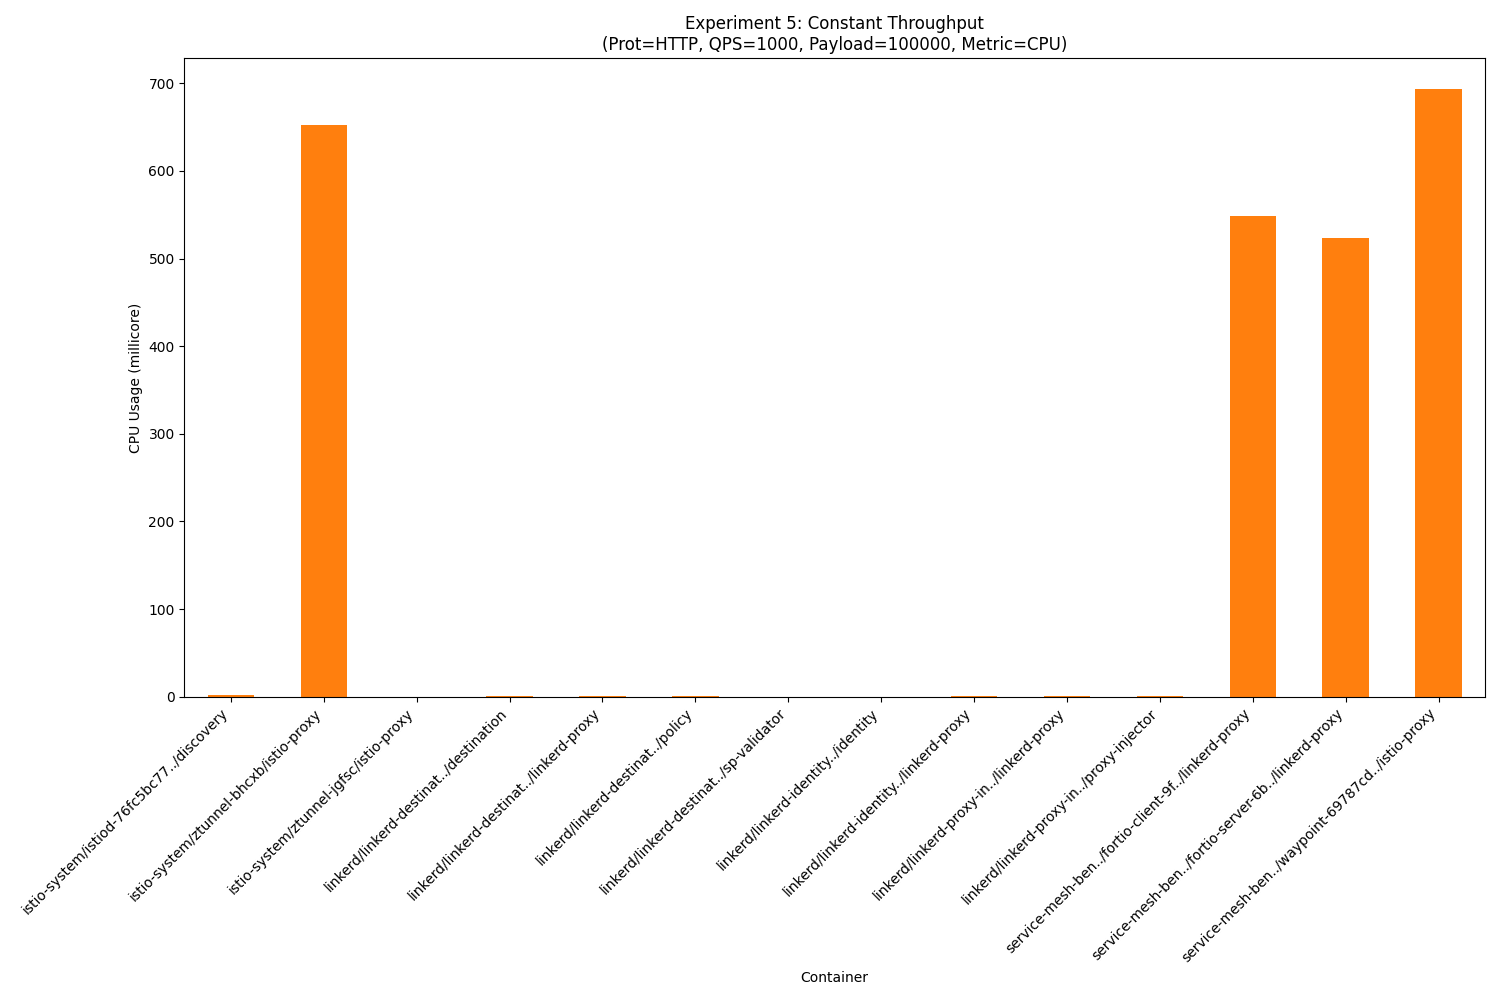 Experiment 5: Constant Throughput
(Prot=HTTP, QPS=1000, Payload=100000, Metric=CPU)
CPU Usage (millicore)
700
600
500
400
300
200
100
0
istio-system/istiod-76fc5bc77../discovery
istio-system/ztunnel-bhcxb/istio-proxy
istio-system/ztunnel-jgfsc/istio-proxy
linkerd/linkerd-destinat../destination
linkerd/linkerd-destinat../linkerd-proxy
linkerd/linkerd-destinat../policy
linkerd/linkerd-destinat../sp-validator
linkerd/linkerd-identity../identity
linkerd/linkerd-identity../linkerd-proxy
linkerd/linkerd-proxy-in../linkerd-proxy
linkerd/linkerd-proxy-in../proxy-injector
service-mesh-ben../fortio-client-9f../linkerd-proxy
service-mesh-ben../fortio-server-6b../linkerd-proxy
service-mesh-ben../waypoint-69787cd../istio-proxy
Container